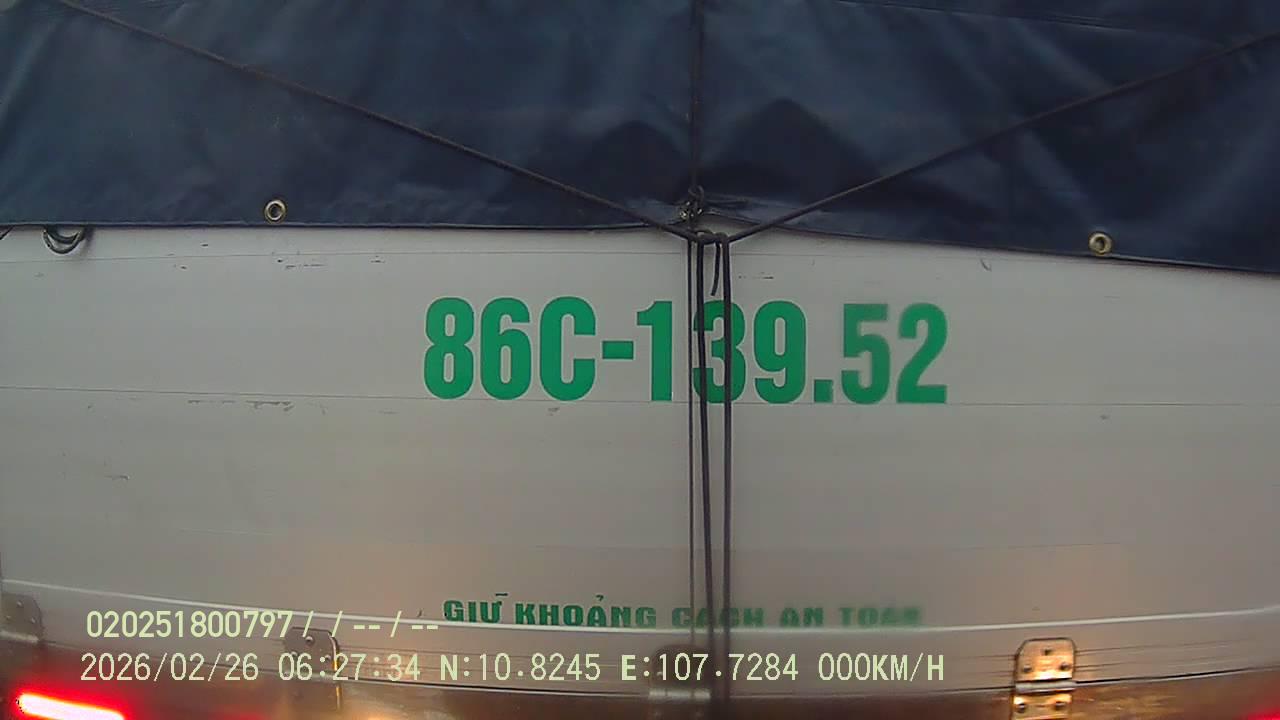 86C-139.52
GIỮ KHOẢNG CÁCH AN TOÀN
020251800797 / / -- / --
2026/02/26 06:27:34 N:10.8245 E:107.7284 000KM/H